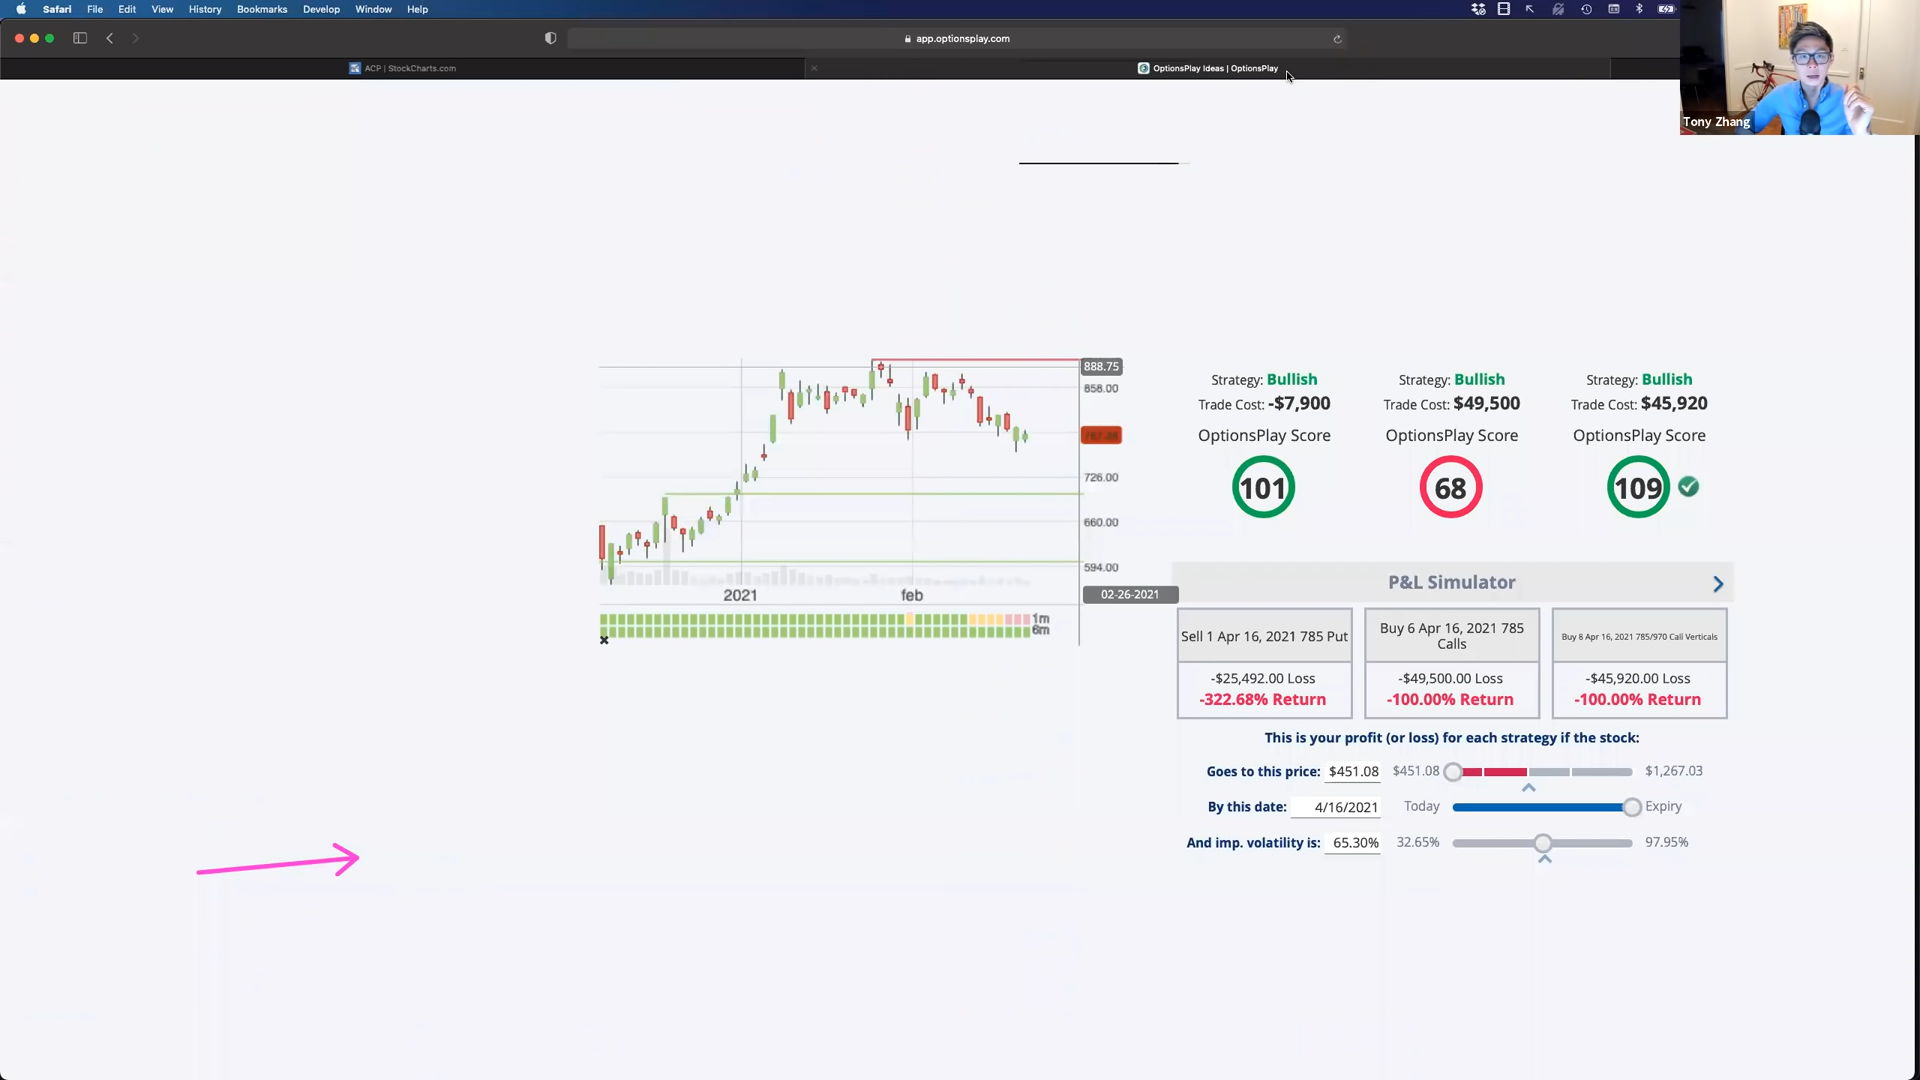 Safari File Edit View History Bookmarks Develop Window Help
app.optionsplay.com
ACP | StockCharts.com
OptionsPlay Ideas | OptionsPlay
Tony Zhang
888.75
858.00
726.00
660.00
594.00
2021 feb
02-26-2021
1m
6m
Strategy: Bullish Strategy: Bullish Strategy: Bullish
Trade Cost: -$7,900 Trade Cost: $49,500 Trade Cost: $45,920
OptionsPlay Score OptionsPlay Score OptionsPlay Score
101 68 109
P&L Simulator
Sell 1 Apr 16, 2021 785 Put
-$25,492.00 Loss
-322.68% Return
Buy 6 Apr 16, 2021 785
Calls
-$49,500.00 Loss
-100.00% Return
Buy 8 Apr 16, 2021 785/970 Call Verticals
-$45,920.00 Loss
-100.00% Return
This is your profit (or loss) for each strategy if the stock:
Goes to this price: $451.08 $451.08 $1,267.03
By this date: 4/16/2021 Today Expiry
And imp. volatility is: 65.30% 32.65% 97.95%